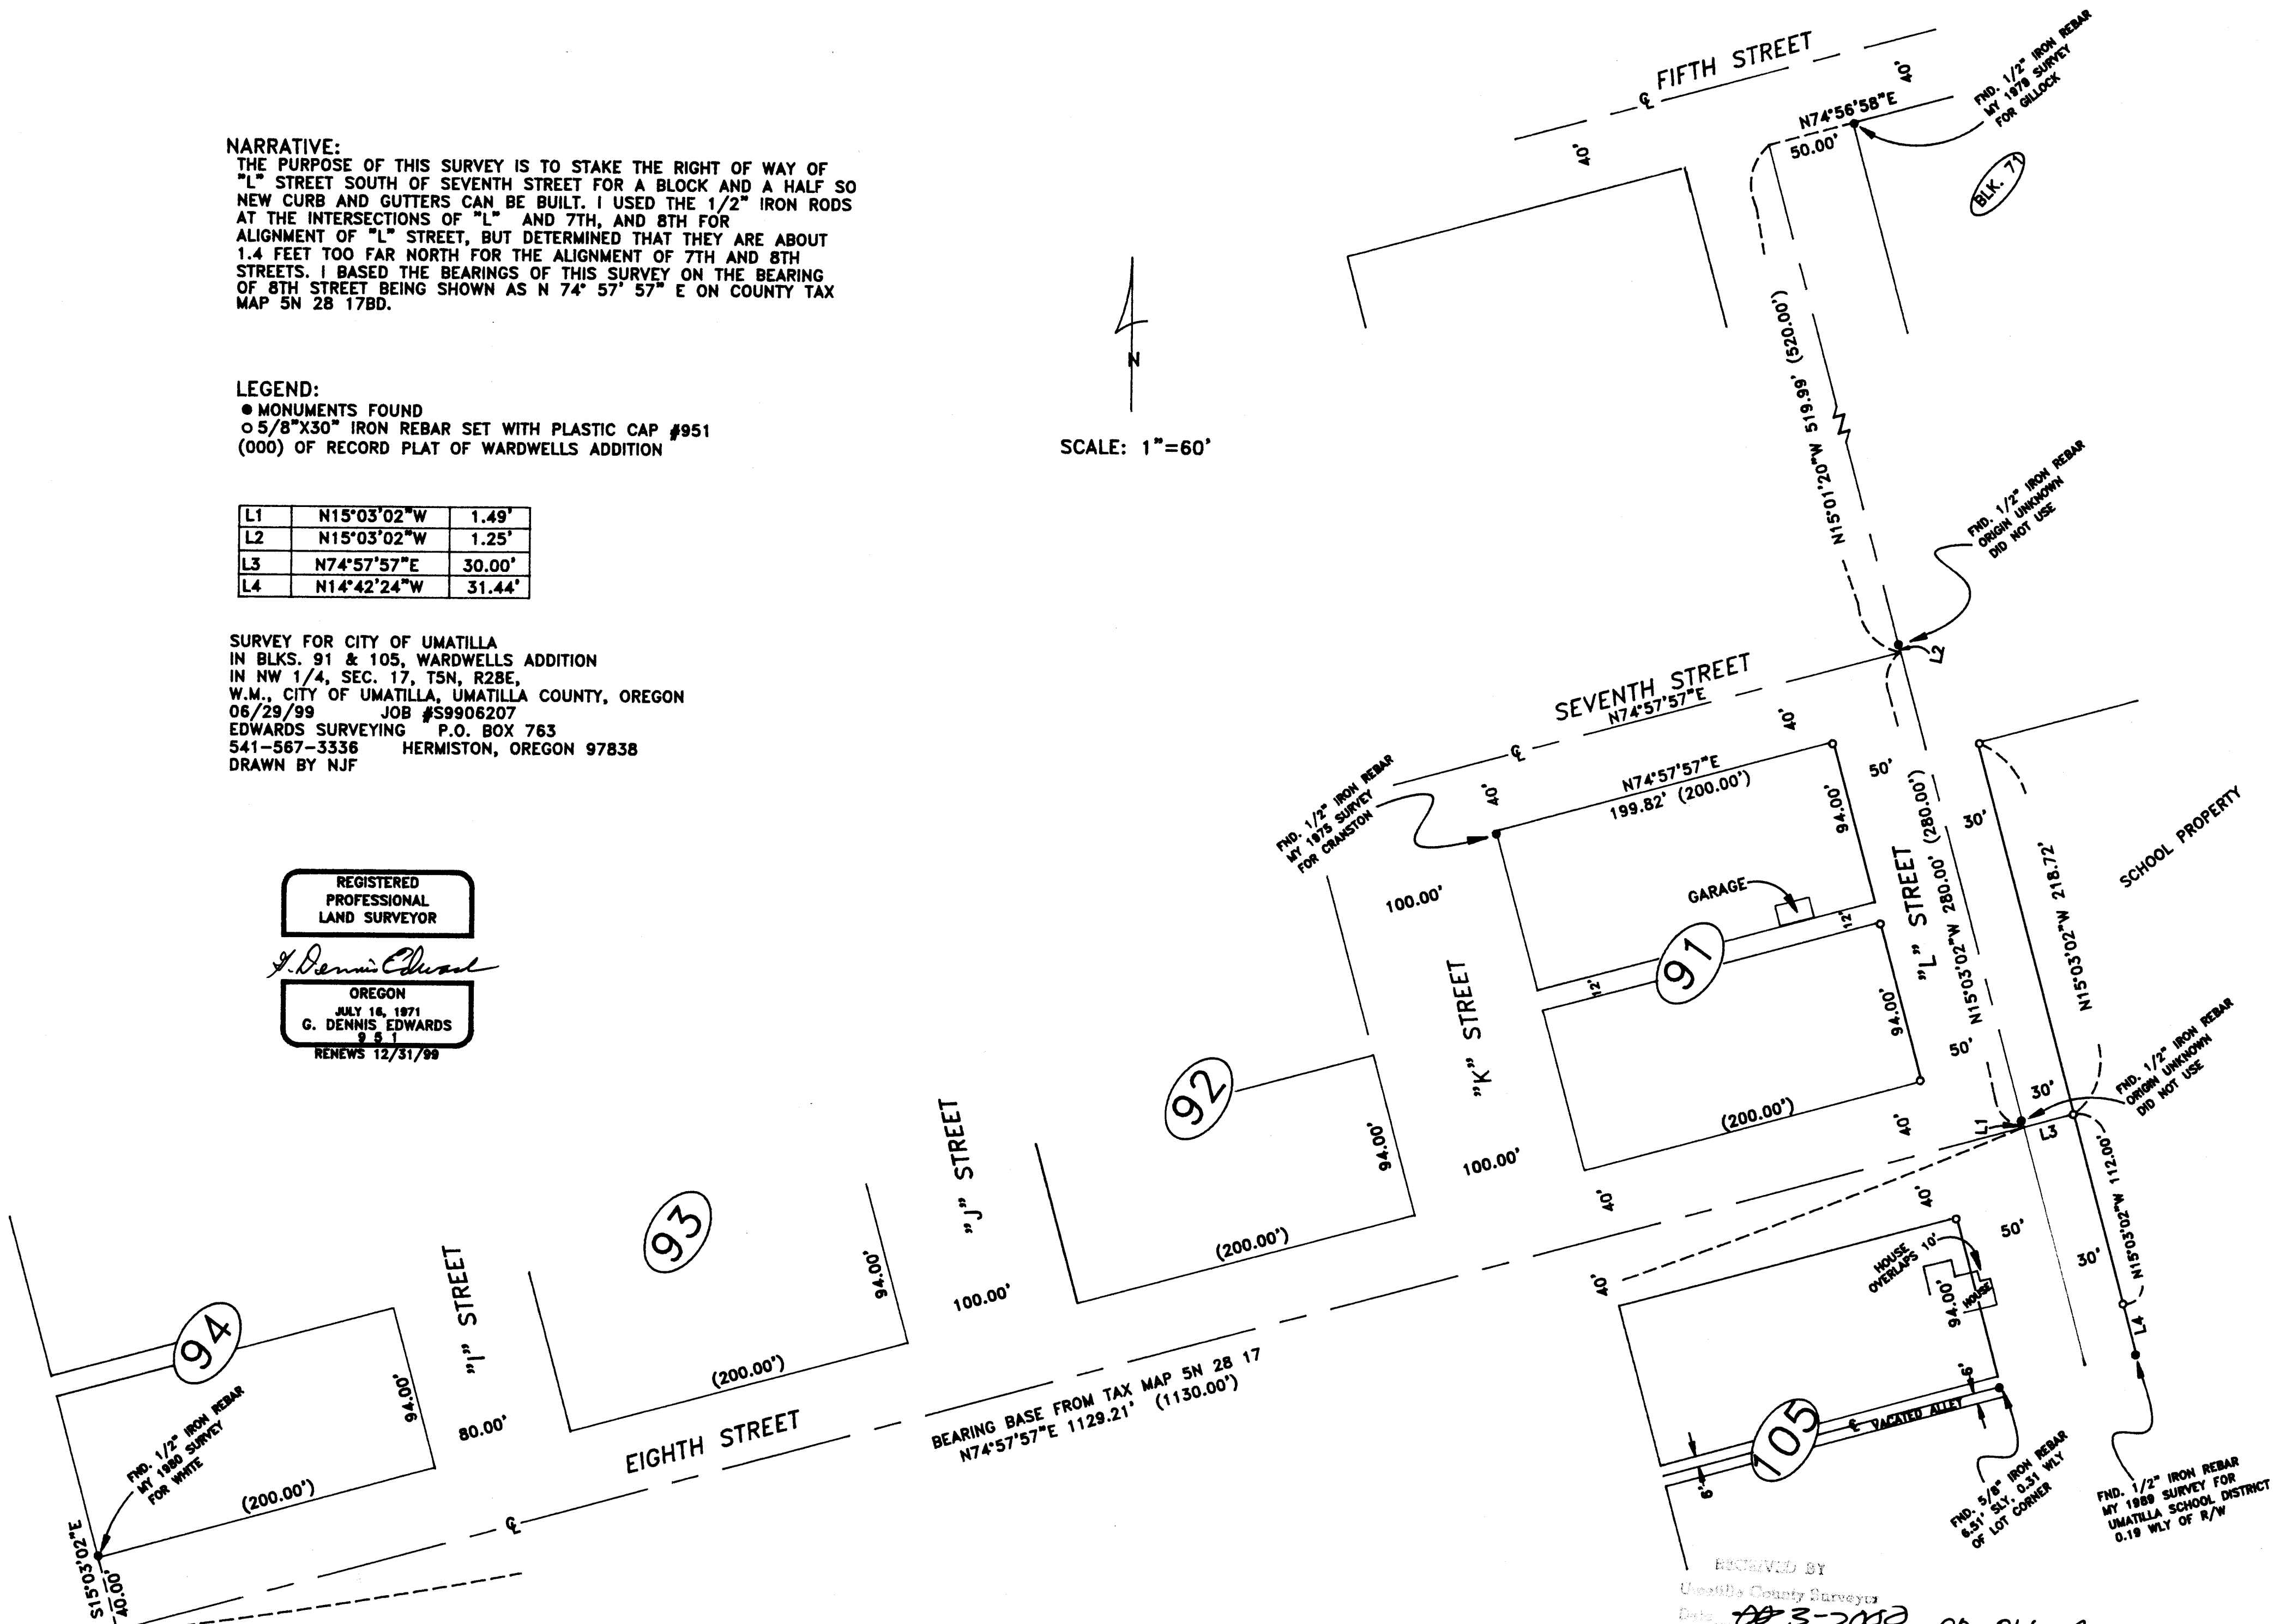 NARRATIVE:
THE PURPOSE OF THIS SURVEY IS TO STAKE THE RIGHT OF WAY OF
"L" STREET SOUTH OF SEVENTH STREET FOR A BLOCK AND A HALF SO
NEW CURB AND GUTTERS CAN BE BUILT. I USED THE 1/2" IRON RODS
AT THE INTERSECTIONS OF "L" AND 7TH, AND 8TH FOR
ALIGNMENT OF "L" STREET, BUT DETERMINED THAT THEY ARE ABOUT
1.4 FEET TOO FAR NORTH FOR THE ALIGNMENT OF 7TH AND 8TH
STREETS. I BASED THE BEARINGS OF THIS SURVEY ON THE BEARING
OF 8TH STREET BEING SHOWN AS N 74° 57' 57" E ON COUNTY TAX
MAP 5N 28 17BD.
LEGEND:
● MONUMENTS FOUND
○ 5/8"X30" IRON REBAR SET WITH PLASTIC CAP #951
(000) OF RECORD PLAT OF WARDWELLS ADDITION
L1 N15°03'02"W 1.49'
L2 N15°03'02"W 1.25'
L3 N74°57'57"E 30.00'
L4 N14°42'24"W 31.44'
SURVEY FOR CITY OF UMATILLA
IN BLKS. 91 & 105, WARDWELLS ADDITION
IN NW 1/4, SEC. 17, T5N, R28E,
W.M., CITY OF UMATILLA, UMATILLA COUNTY, OREGON
06/29/99 JOB #S9906207
EDWARDS SURVEYING P.O. BOX 763
541-567-3336 HERMISTON, OREGON 97838
DRAWN BY NJF
REGISTERED
PROFESSIONAL
LAND SURVEYOR
G. Dennis Edwards
OREGON
JULY 16, 1971
G. DENNIS EDWARDS
951
RENEWS 12/31/99
N
SCALE: 1"=60'
FIFTH STREET
℄
40'
40'
N74°56'58"E
50.00'
FND. 1/2" IRON REBAR
MY 1979 SURVEY
FOR GILLOCK
BLK. 71
N15°01'20"W 519.99' (520.00')
FND. 1/2" IRON REBAR
ORIGIN UNKNOWN
DID NOT USE
L2
SEVENTH STREET
N74°57'57"E
℄
40'
40'
FND. 1/2" IRON REBAR
MY 1975 SURVEY
FOR CRANSTON
N74°57'57"E
199.82' (200.00')
94.00'
50'
30'
100.00'
GARAGE
12'
12'
91
"L" STREET
N15°03'02"W 280.00' (280.00')
N15°03'02"W 218.72'
SCHOOL PROPERTY
94.00'
50'
30'
"K" STREET
(200.00')
40'
L1
L3
FND. 1/2" IRON REBAR
ORIGIN UNKNOWN
DID NOT USE
92
94.00'
100.00'
40'
40'
50'
30'
N15°03'02"W 112.00'
L4
"J" STREET
(200.00')
40'
HOUSE
OVERLAPS 10'
HOUSE
94.00'
93
94.00'
100.00'
"I" STREET
(200.00')
94
94.00'
80.00'
FND. 1/2" IRON REBAR
MY 1980 SURVEY
FOR WHITE
(200.00')
EIGHTH STREET
℄
BEARING BASE FROM TAX MAP 5N 28 17
N74°57'57"E 1129.21' (1130.00')
S15°03'02"E
40.00'
105
6'
6'
℄ VACATED ALLEY
FND. 5/8" IRON REBAR
6.51' SLY, 0.31 WLY
OF LOT CORNER
FND. 1/2" IRON REBAR
MY 1989 SURVEY FOR
UMATILLA SCHOOL DISTRICT
0.19 WLY OF R/W
RECEIVED BY
Umatilla County Surveyor
Date